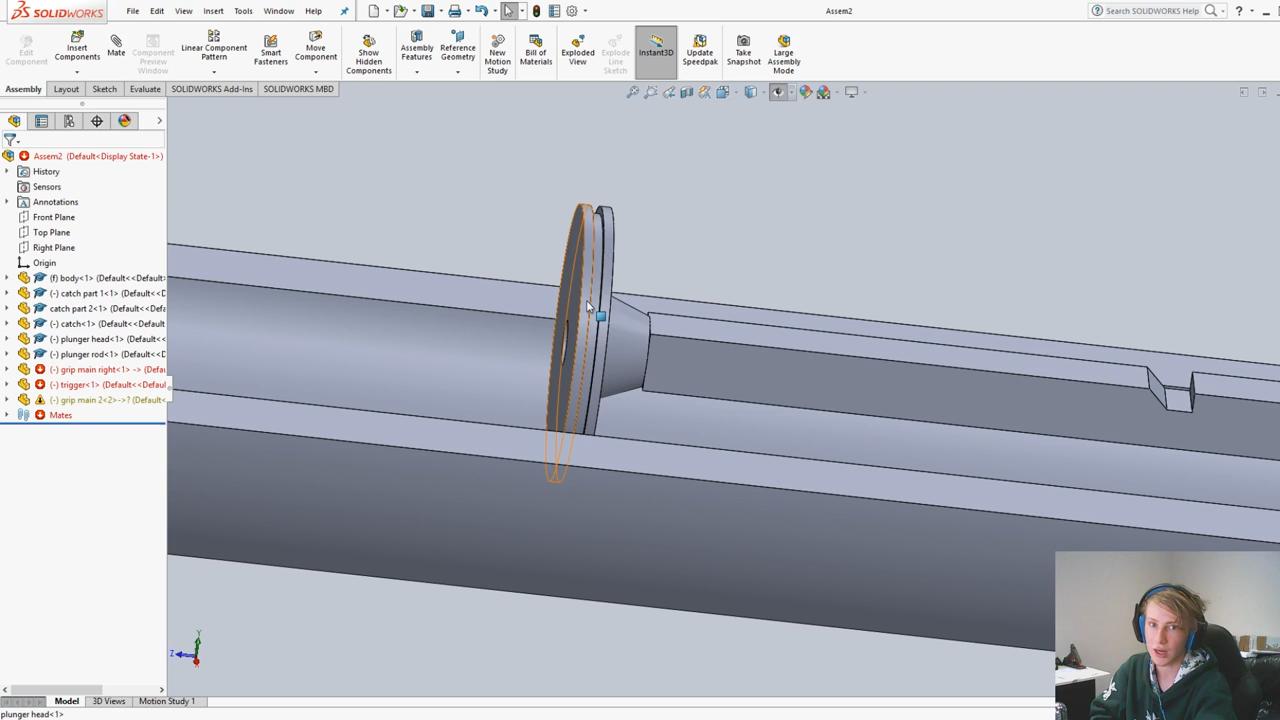 SOLIDWORKS
File Edit View Insert Tools Window Help
Assem2
Search SOLIDWORKS Help
?
Edit Component
Insert Components
Mate
Component Preview Window
Linear Component Pattern
Smart Fasteners
Move Component
Show Hidden Components
Assembly Features
Reference Geometry
New Motion Study
Bill of Materials
Exploded View
Explode Line Sketch
Instant3D
Update Speedpak
Take Snapshot
Large Assembly Mode
Assembly Layout Sketch Evaluate SOLIDWORKS Add-Ins SOLIDWORKS MBD
Assem2 (Default<Display State-1>)
History
Sensors
Annotations
Front Plane
Top Plane
Right Plane
Origin
(f) body<1> (Default<<Default>
(-) catch part 1<1> (Default<<
catch part 2<1> (Default<<De
(-) catch<1> (Default<<Default
(-) plunger head<1> (Default<
(-) plunger rod<1> (Default<<D
(-) grip main right<1> -> (Defau
(-) trigger<1> (Default<<Defaul
(-) grip main 2<2>->? (Default<
Mates
Y
Z
Model 3D Views Motion Study 1
plunger head<1>